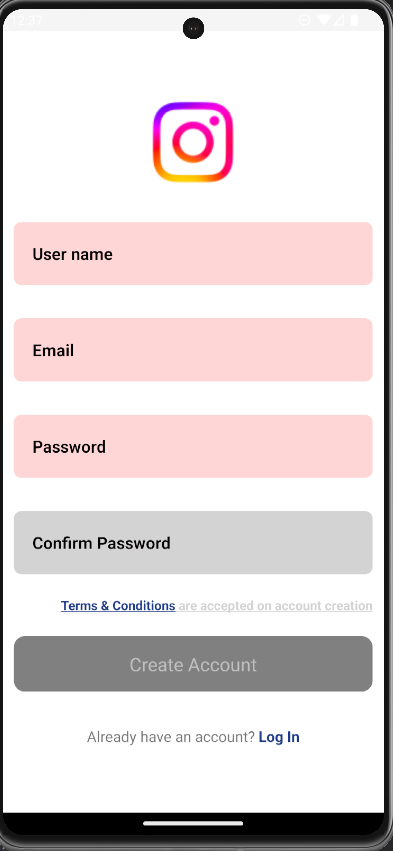 12:37
User name
Email
Password
Confirm Password
Terms & Conditions are accepted on account creation
Create Account
Already have an account? Log In